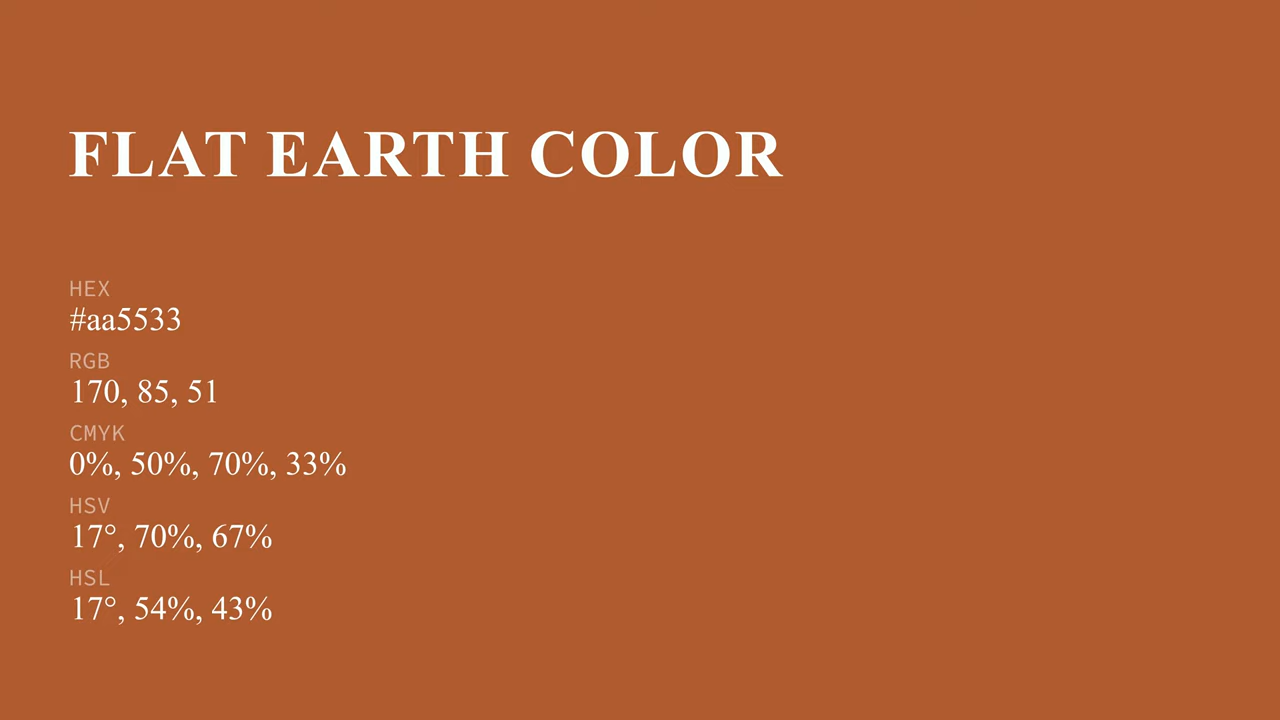 FLAT EARTH COLOR
HEX
#aa5533
RGB
170, 85, 51
CMYK
0%, 50%, 70%, 33%
HSV
17°, 70%, 67%
HSL
17°, 54%, 43%